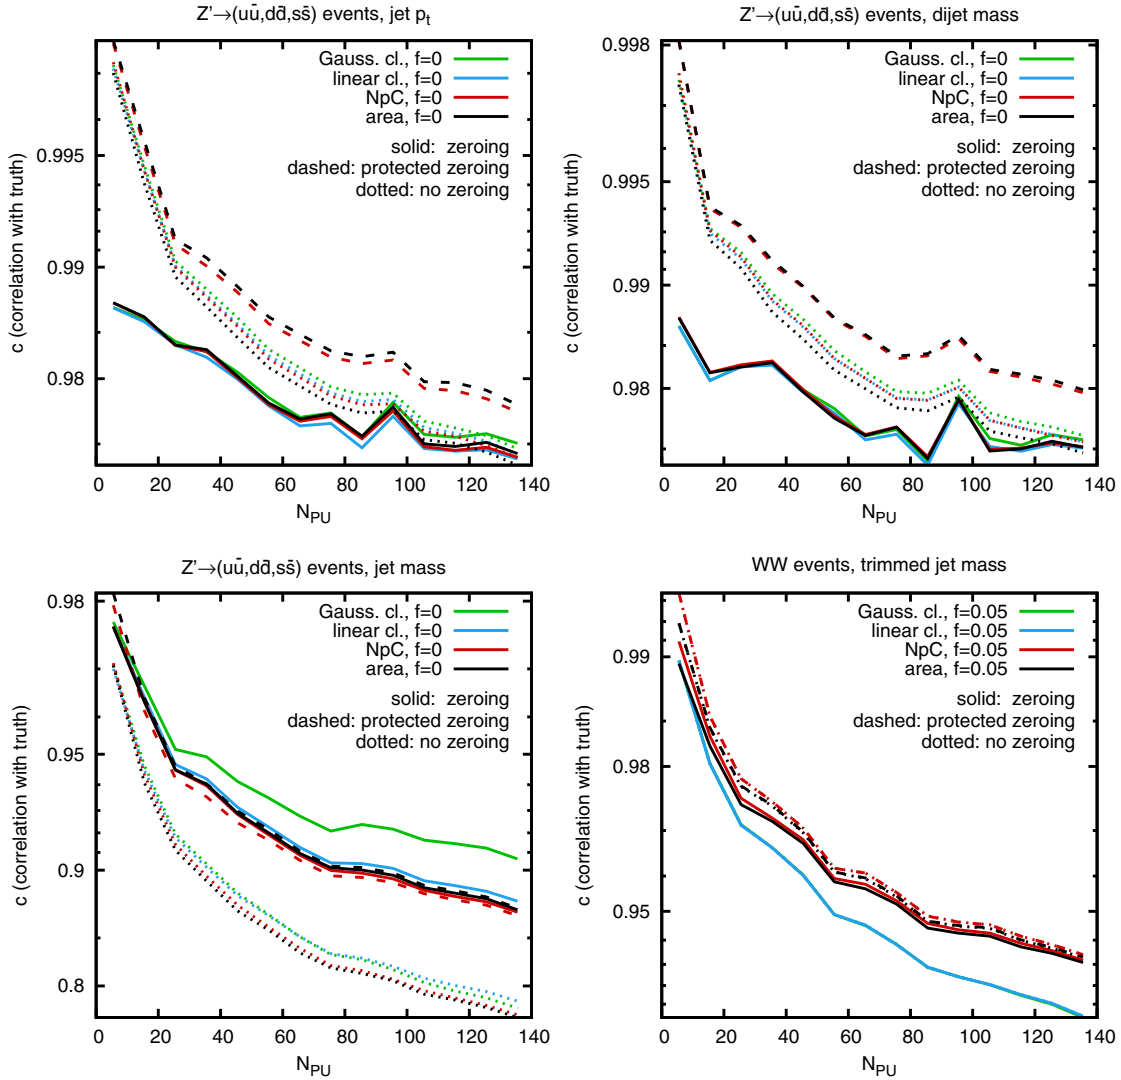 Z'→(uū,dd̄,ss̄) events, jet pₜ
c (correlation with truth)
0.995
0.99
0.98
Gauss. cl., f=0
linear cl., f=0
NpC, f=0
area, f=0
solid: zeroing
dashed: protected zeroing
dotted: no zeroing
0 20 40 60 80 100 120 140
N_PU
Z'→(uū,dd̄,ss̄) events, dijet mass
c (correlation with truth)
0.998
0.995
0.99
0.98
Gauss. cl., f=0
linear cl., f=0
NpC, f=0
area, f=0
solid: zeroing
dashed: protected zeroing
dotted: no zeroing
0 20 40 60 80 100 120 140
N_PU
Z'→(uū,dd̄,ss̄) events, jet mass
c (correlation with truth)
0.98
0.95
0.9
0.8
Gauss. cl., f=0
linear cl., f=0
NpC, f=0
area, f=0
solid: zeroing
dashed: protected zeroing
dotted: no zeroing
0 20 40 60 80 100 120 140
N_PU
WW events, trimmed jet mass
c (correlation with truth)
0.99
0.98
0.95
Gauss. cl., f=0.05
linear cl., f=0.05
NpC, f=0.05
area, f=0.05
solid: zeroing
dashed: protected zeroing
dotted: no zeroing
0 20 40 60 80 100 120 140
N_PU